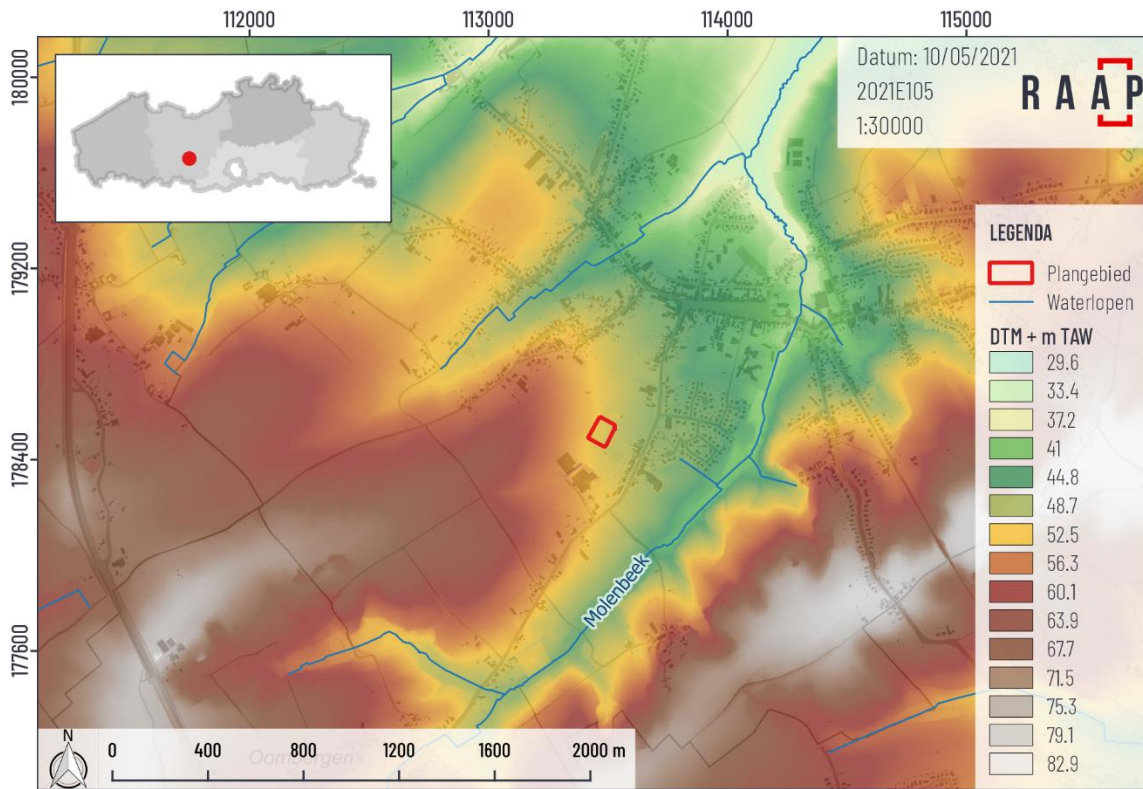 112000 113000 114000 115000
180000
179200
178400
177600
Datum: 10/05/2021
2021E105
1:30000
RAAP
LEGENDA
Plangebied
Waterlopen
DTM + m TAW
29.6
33.4
37.2
41
44.8
48.7
52.5
56.3
60.1
63.9
67.7
71.5
75.3
79.1
82.9
Molenbeek
Oombergen
N
0 400 800 1200 1600 2000 m